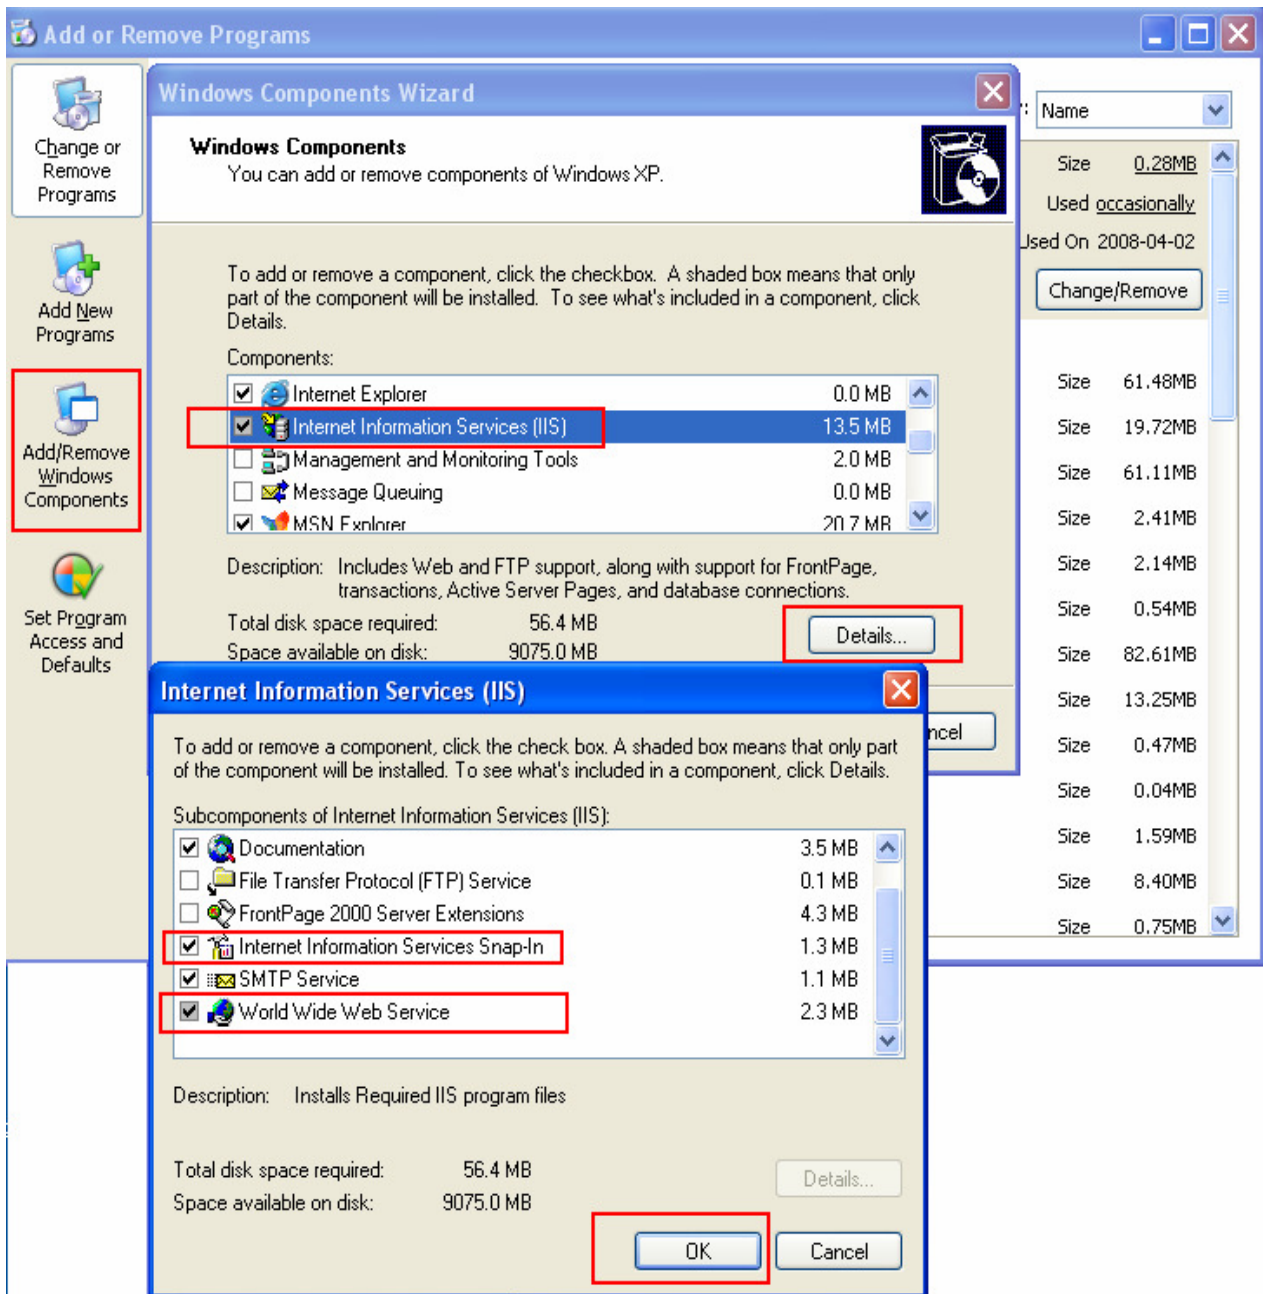 Add or Remove Programs
Change or
Remove
Programs
Add New
Programs
Add/Remove
Windows
Components
Set Program
Access and
Defaults
Windows Components Wizard
Windows Components
You can add or remove components of Windows XP.
To add or remove a component, click the checkbox. A shaded box means that only
part of the component will be installed. To see what's included in a component, click
Details.
Components:
Internet Explorer 0.0 MB
Internet Information Services (IIS) 13.5 MB
Management and Monitoring Tools 2.0 MB
Message Queuing 0.0 MB
MSN Explorer 20.7 MB
Description: Includes Web and FTP support, along with support for FrontPage,
transactions, Active Server Pages, and database connections.
Total disk space required: 56.4 MB
Space available on disk: 9075.0 MB
Details...
ncel
Name
Size 0.28MB
Used occasionally
Used On 2008-04-02
Change/Remove
Size 61.48MB
Size 19.72MB
Size 61.11MB
Size 2.41MB
Size 2.14MB
Size 0.54MB
Size 82.61MB
Size 13.25MB
Size 0.47MB
Size 0.04MB
Size 1.59MB
Size 8.40MB
Size 0.75MB
Internet Information Services (IIS)
To add or remove a component, click the check box. A shaded box means that only part
of the component will be installed. To see what's included in a component, click Details.
Subcomponents of Internet Information Services (IIS):
Documentation 3.5 MB
File Transfer Protocol (FTP) Service 0.1 MB
FrontPage 2000 Server Extensions 4.3 MB
Internet Information Services Snap-In 1.3 MB
SMTP Service 1.1 MB
World Wide Web Service 2.3 MB
Description: Installs Required IIS program files
Total disk space required: 56.4 MB
Space available on disk: 9075.0 MB
Details...
OK
Cancel